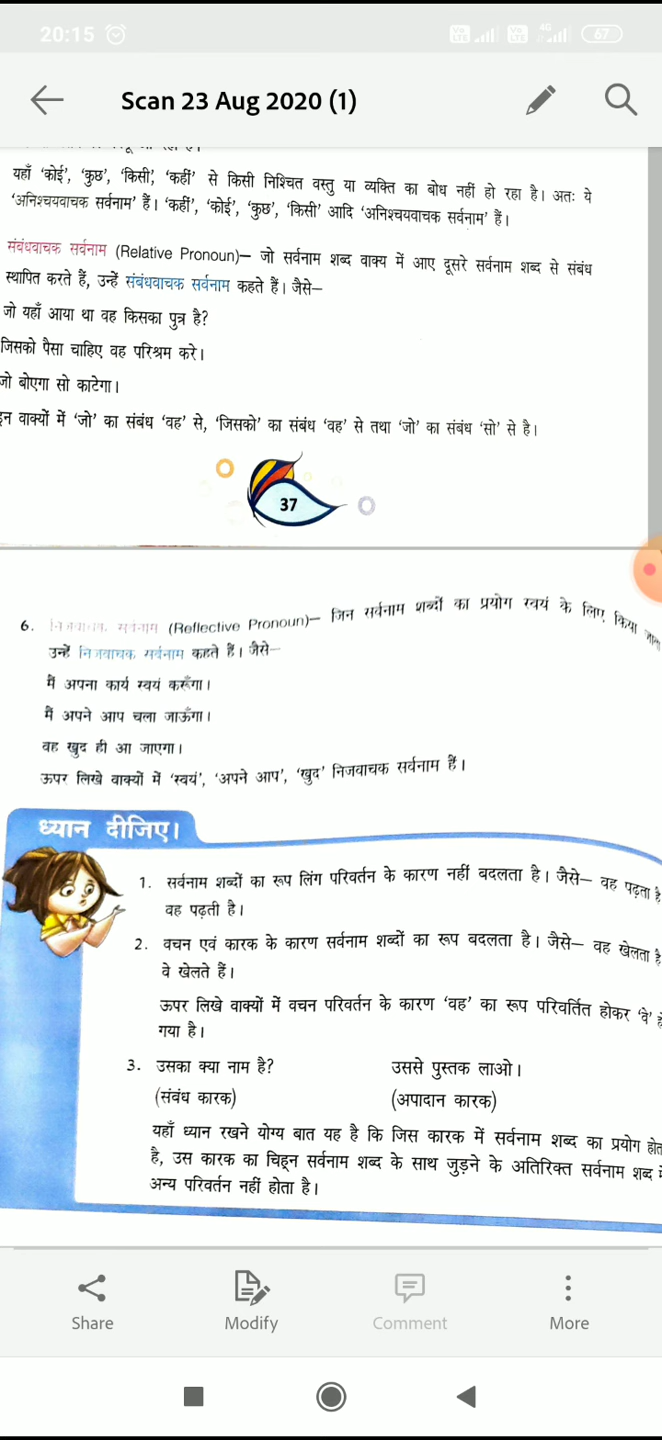 20:15
4G
67
Scan 23 Aug 2020 (1)
यहाँ ‘कोई’, ‘कुछ’, ‘किसी’, ‘कहीं’ से किसी निश्चित वस्तु या व्यक्ति का बोध नहीं हो रहा है। अतः ये
‘अनिश्चयवाचक सर्वनाम’ हैं। ‘कहीं’, ‘कोई’, ‘कुछ’, ‘किसी’ आदि ‘अनिश्चयवाचक सर्वनाम’ हैं।
संबंधवाचक सर्वनाम (Relative Pronoun)– जो सर्वनाम शब्द वाक्य में आए दूसरे सर्वनाम शब्द से संबंध
स्थापित करते हैं, उन्हें संबंधवाचक सर्वनाम कहते हैं। जैसे–
जो यहाँ आया था वह किसका पुत्र है?
जिसको पैसा चाहिए वह परिश्रम करे।
जो बोएगा सो काटेगा।
इन वाक्यों में ‘जो’ का संबंध ‘वह’ से, ‘जिसको’ का संबंध ‘वह’ से तथा ‘जो’ का संबंध ‘सो’ से है।
37
6. निजवाचक सर्वनाम (Reflective Pronoun)– जिन सर्वनाम शब्दों का प्रयोग स्वयं के लिए किया जाता
उन्हें निजवाचक सर्वनाम कहते हैं। जैसे–
मैं अपना कार्य स्वयं करूँगा।
मैं अपने आप चला जाऊँगा।
वह खुद ही आ जाएगा।
ऊपर लिखे वाक्यों में ‘स्वयं’, ‘अपने आप’, ‘खुद’ निजवाचक सर्वनाम हैं।
ध्यान दीजिए।
1. सर्वनाम शब्दों का रूप लिंग परिवर्तन के कारण नहीं बदलता है। जैसे– वह पढ़ता है
वह पढ़ती है।
2. वचन एवं कारक के कारण सर्वनाम शब्दों का रूप बदलता है। जैसे– वह खेलता है
वे खेलते हैं।
ऊपर लिखे वाक्यों में वचन परिवर्तन के कारण ‘वह’ का रूप परिवर्तित होकर ‘वे’
गया है।
3. उसका क्या नाम है? उससे पुस्तक लाओ।
(संबंध कारक) (अपादान कारक)
यहाँ ध्यान रखने योग्य बात यह है कि जिस कारक में सर्वनाम शब्द का प्रयोग होत
है, उस कारक का चिह्न सर्वनाम शब्द के साथ जुड़ने के अतिरिक्त सर्वनाम शब्द
अन्य परिवर्तन नहीं होता है।
Share Modify Comment More